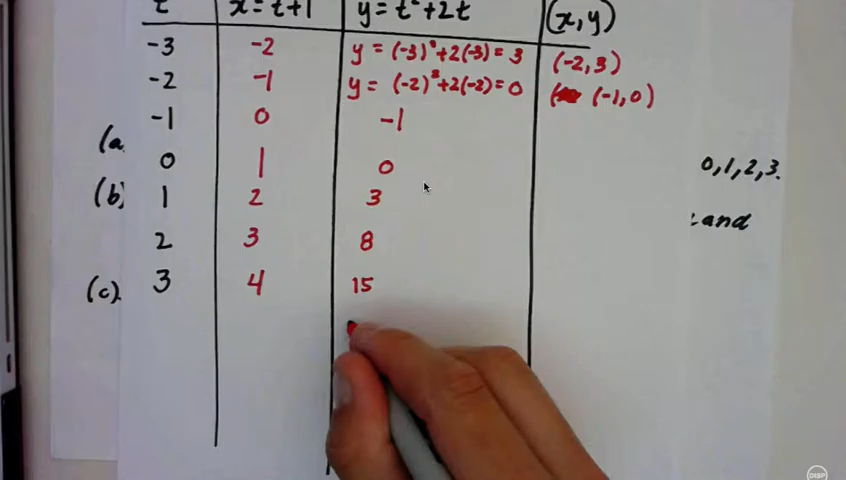 t x = t+1 y = t²+2t (x,y)
-3 -2 y = (-3)²+2(-3) = 3 (-2,3)
-2 -1 y = (-2)²+2(-2) = 0 (-1,0)
-1 0 -1
(a
0 1 0 0,1,2,3.
(b) 1 2 3
and
2 3 8
(c). 3 4 15
DISP